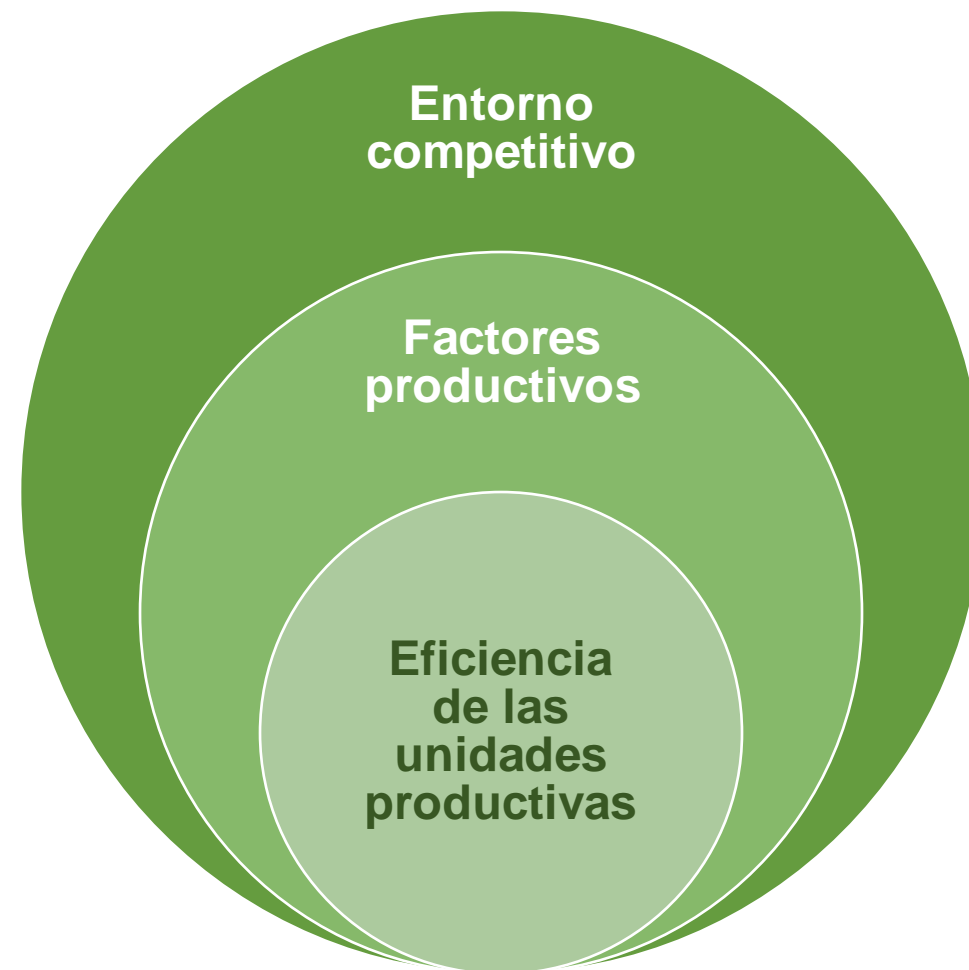 Entorno
competitivo
Factores
productivos
Eficiencia
de las
unidades
productivas